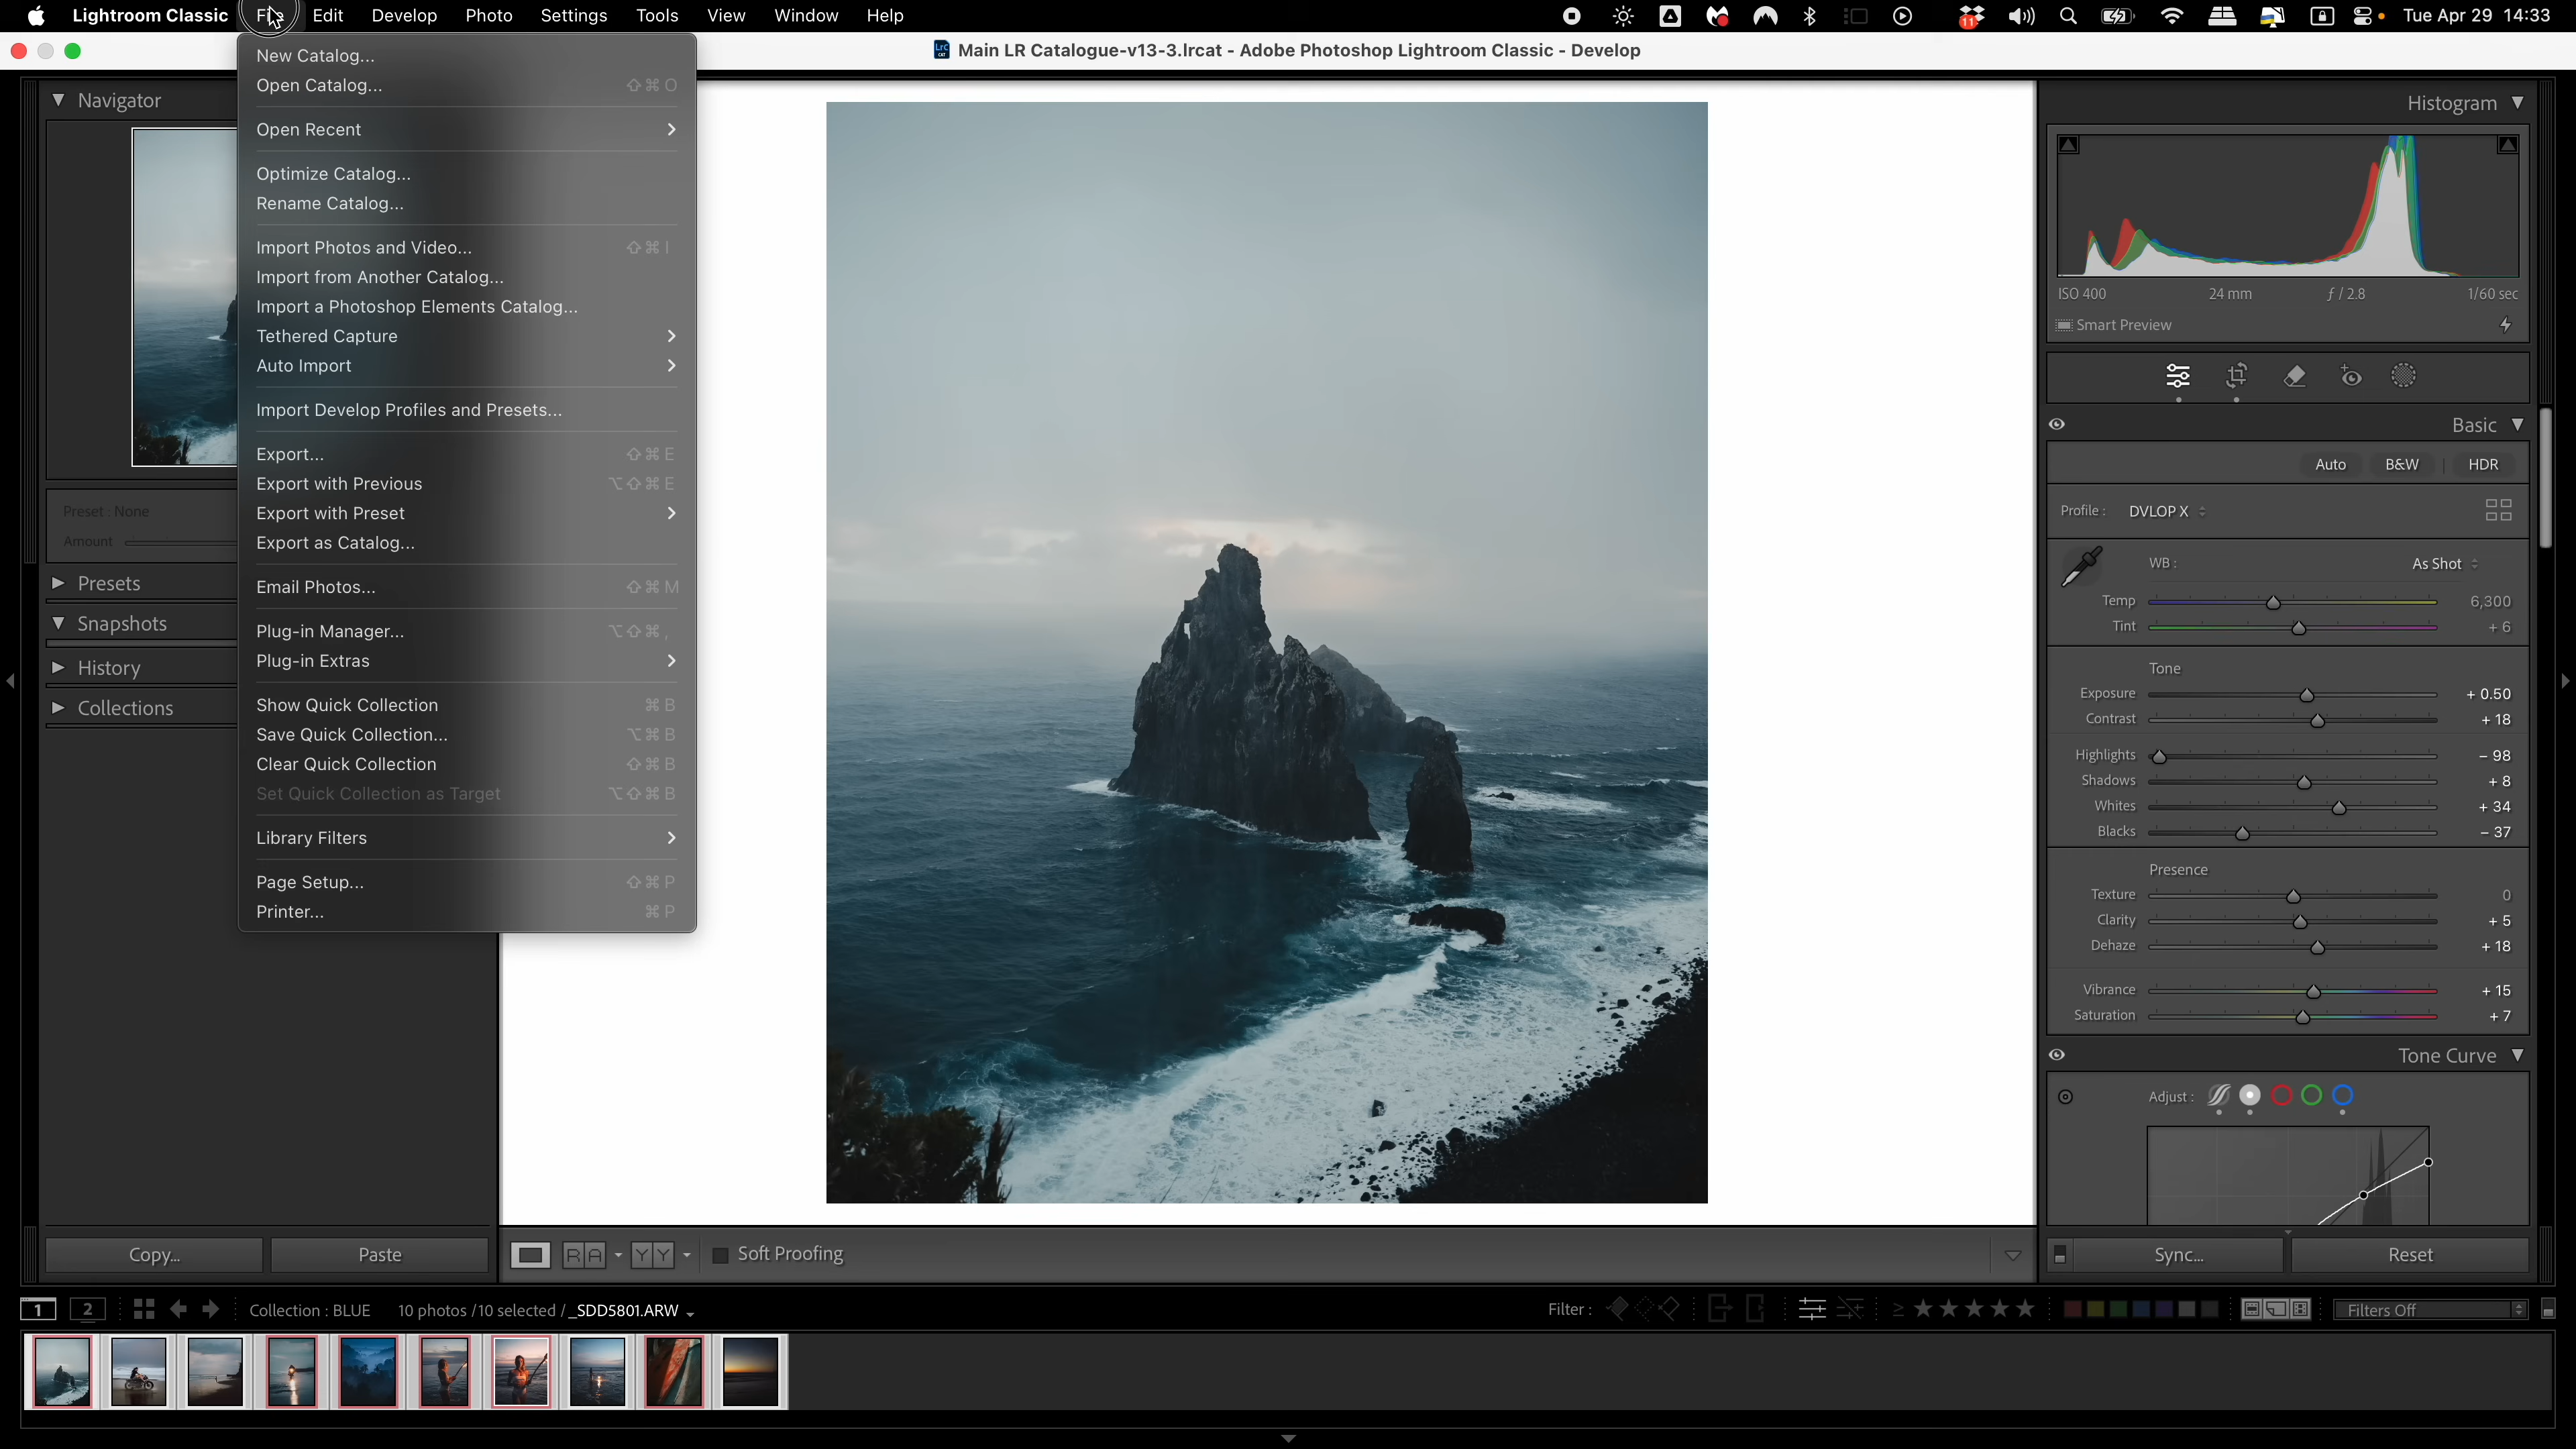 Lightroom Classic File Edit Develop Photo Settings Tools View Window Help 11 Tue Apr 29 14:33
Main LR Catalogue-v13-3.lrcat - Adobe Photoshop Lightroom Classic - Develop
New Catalog...
Open Catalog... ⇧⌘O
Open Recent
Optimize Catalog...
Rename Catalog...
Import Photos and Video... ⇧⌘I
Import from Another Catalog...
Import a Photoshop Elements Catalog...
Tethered Capture
Auto Import
Import Develop Profiles and Presets...
Export... ⇧⌘E
Export with Previous ⌥⇧⌘E
Export with Preset
Export as Catalog...
Email Photos... ⇧⌘M
Plug-in Manager... ⌥⇧⌘,
Plug-in Extras
Show Quick Collection ⌘B
Save Quick Collection... ⌥⌘B
Clear Quick Collection ⇧⌘B
Set Quick Collection as Target ⌥⇧⌘B
Library Filters
Page Setup... ⇧⌘P
Printer... ⌘P
Navigator
Preset : None
Amount
Presets
Snapshots
History
Collections
Copy... Paste
R A Y Y Soft Proofing
Histogram
ISO 400 24 mm ƒ / 2.8 1/60 sec
Smart Preview
Basic
Auto B&W HDR
Profile : DVLOP X
WB : As Shot
Temp 6,300
Tint + 6
Tone
Exposure + 0.50
Contrast + 18
Highlights − 98
Shadows + 8
Whites + 34
Blacks − 37
Presence
Texture 0
Clarity + 5
Dehaze + 18
Vibrance + 15
Saturation + 7
Tone Curve
Adjust :
Sync... Reset
1 2 Collection : BLUE 10 photos /10 selected /_SDD5801.ARW Filter : ≥ ★★★★★ Filters Off